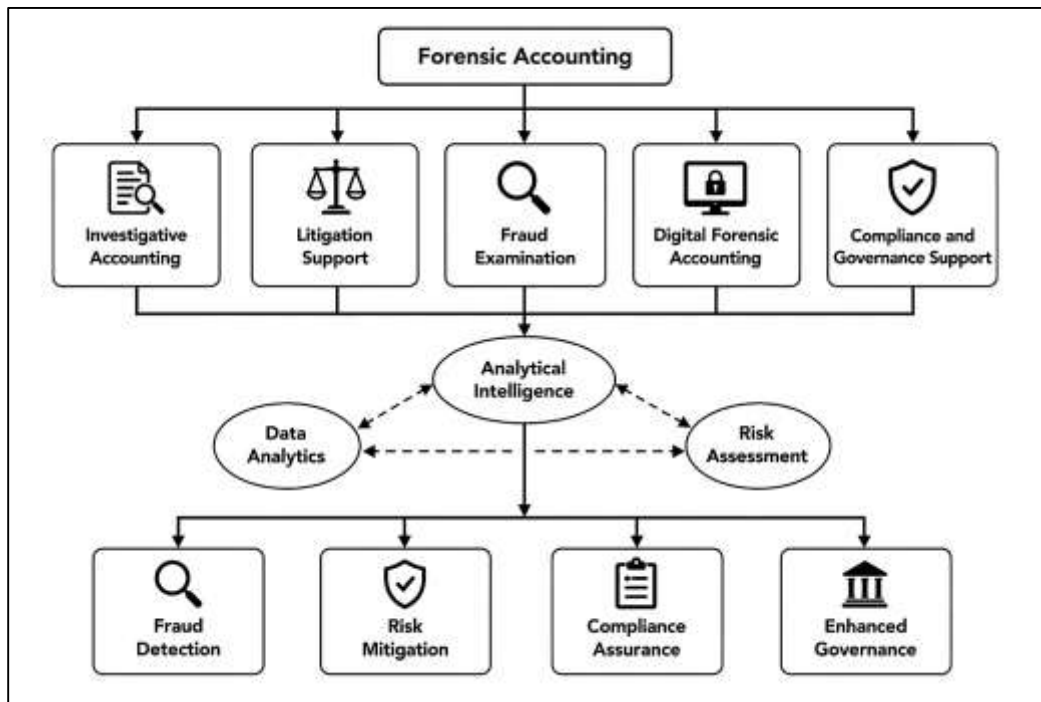 Forensic Accounting
Investigative
Accounting
Litigation
Support
Fraud
Examination
Digital Forensic
Accounting
Compliance and
Governance Support
Analytical
Intelligence
Data
Analytics
Risk
Assessment
Fraud
Detection
Risk
Mitigation
Compliance
Assurance
Enhanced
Governance